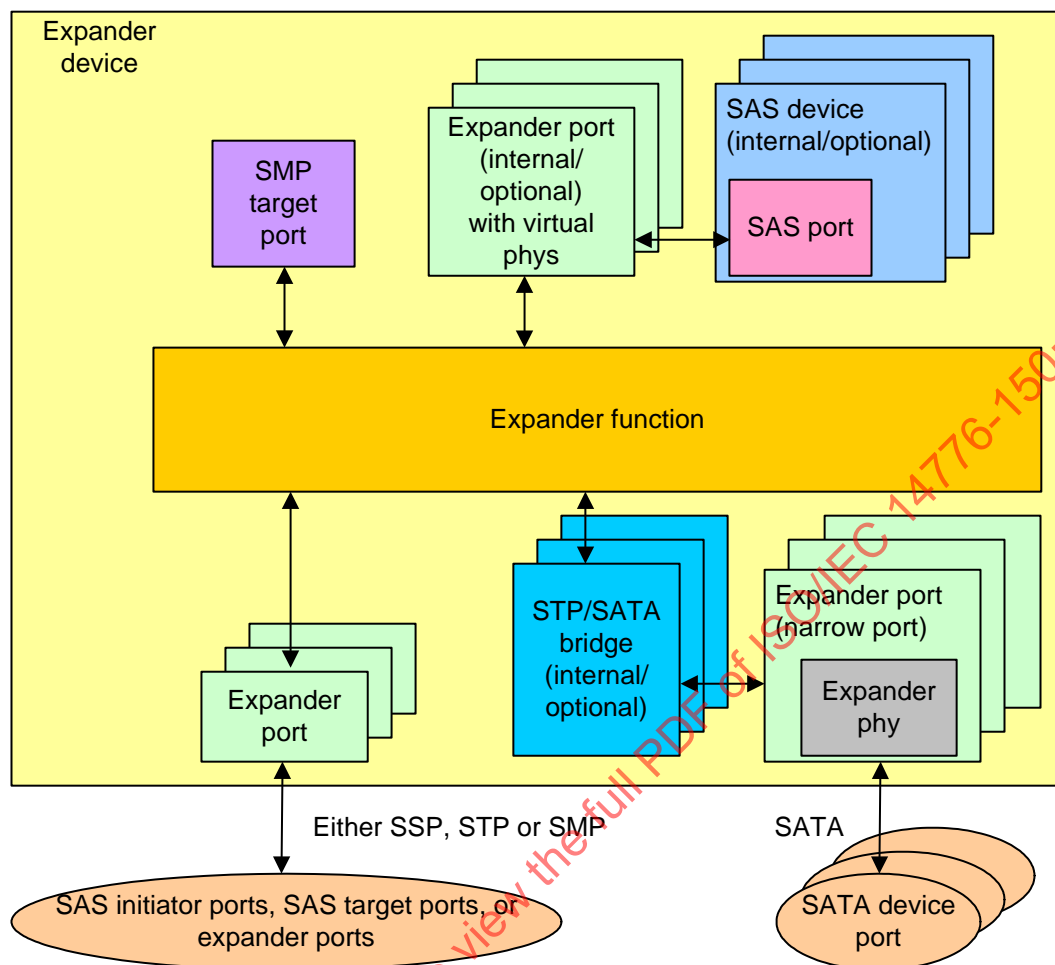 Expander
device
Expander port
(internal/
optional)
with virtual
phys
SAS device
(internal/optional)
SAS port
SMP
target
port
Expander function
STP/SATA
bridge
(internal/
optional)
Expander port
(narrow port)
Expander
phy
Expander
port
Either SSP, STP or SMP
SATA
SAS initiator ports, SAS target ports, or
expander ports
SATA device
port
view the full PDF of ISO/IEC 14776-150